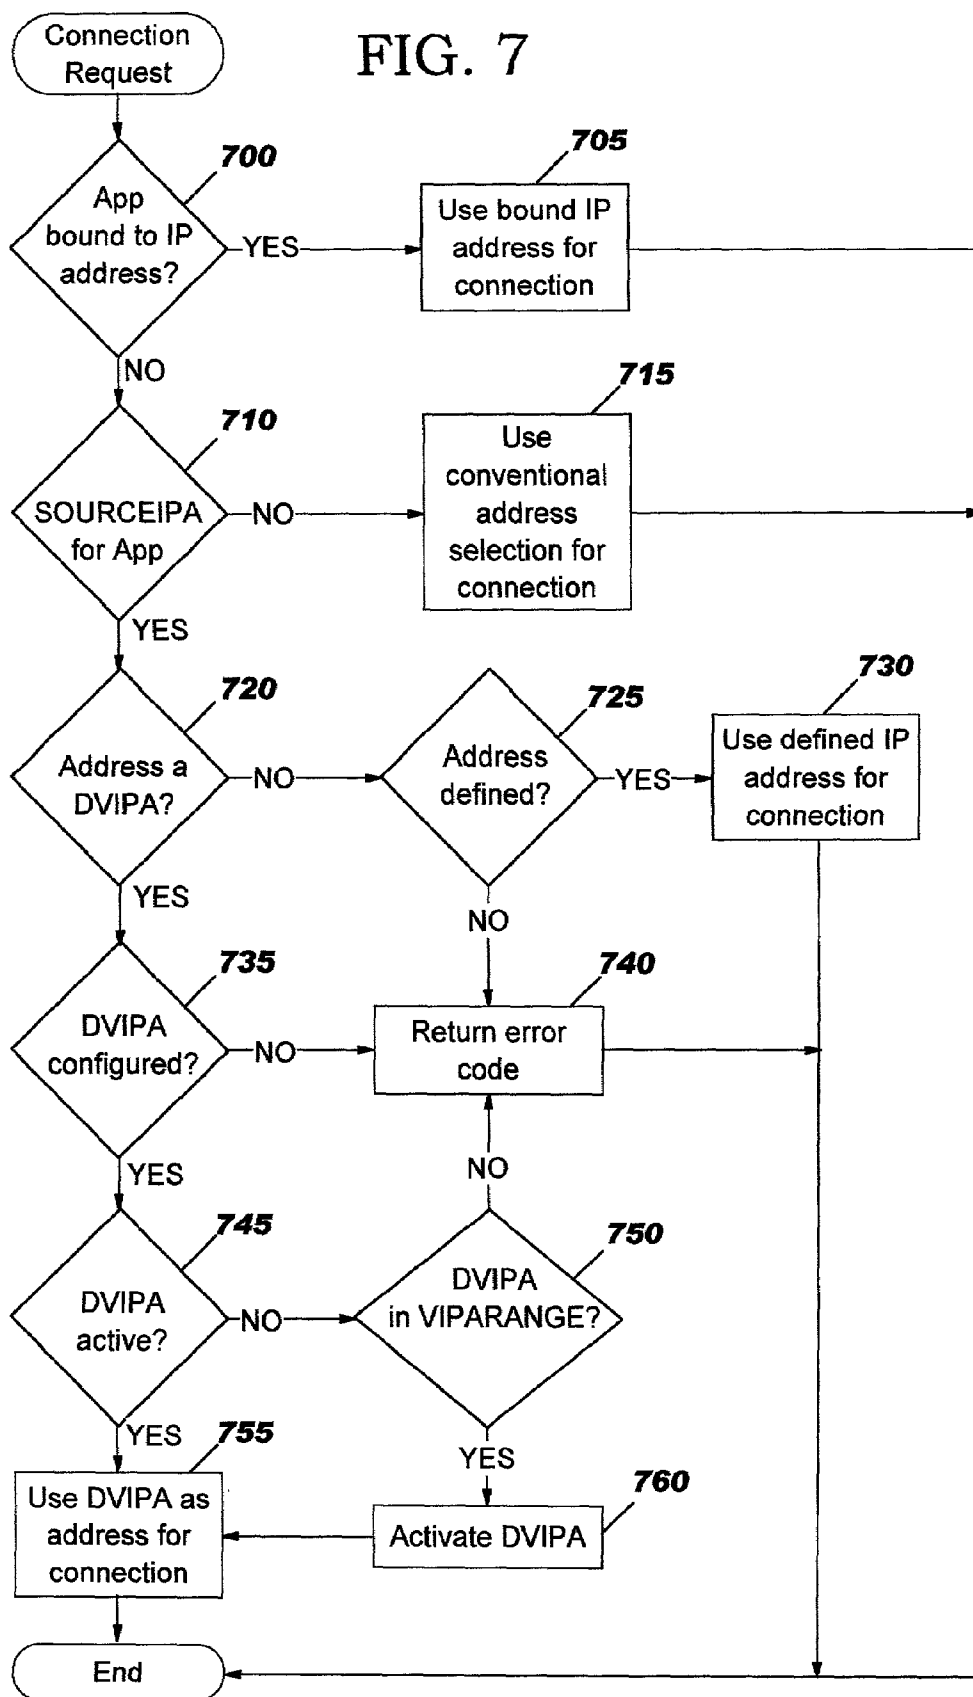 Connection
Request
FIG. 7
700
App
bound to IP
address?
YES
705
Use bound IP
address for
connection
NO
710
SOURCEIPA
for App
NO
715
Use
conventional
address
selection for
connection
YES
720
Address a
DVIPA?
NO
725
Address
defined?
YES
730
Use defined IP
address for
connection
YES
NO
735
DVIPA
configured?
NO
740
Return error
code
YES
NO
745
DVIPA
active?
NO
750
DVIPA
in VIPARANGE?
YES
755
Use DVIPA as
address for
connection
YES
760
Activate DVIPA
End